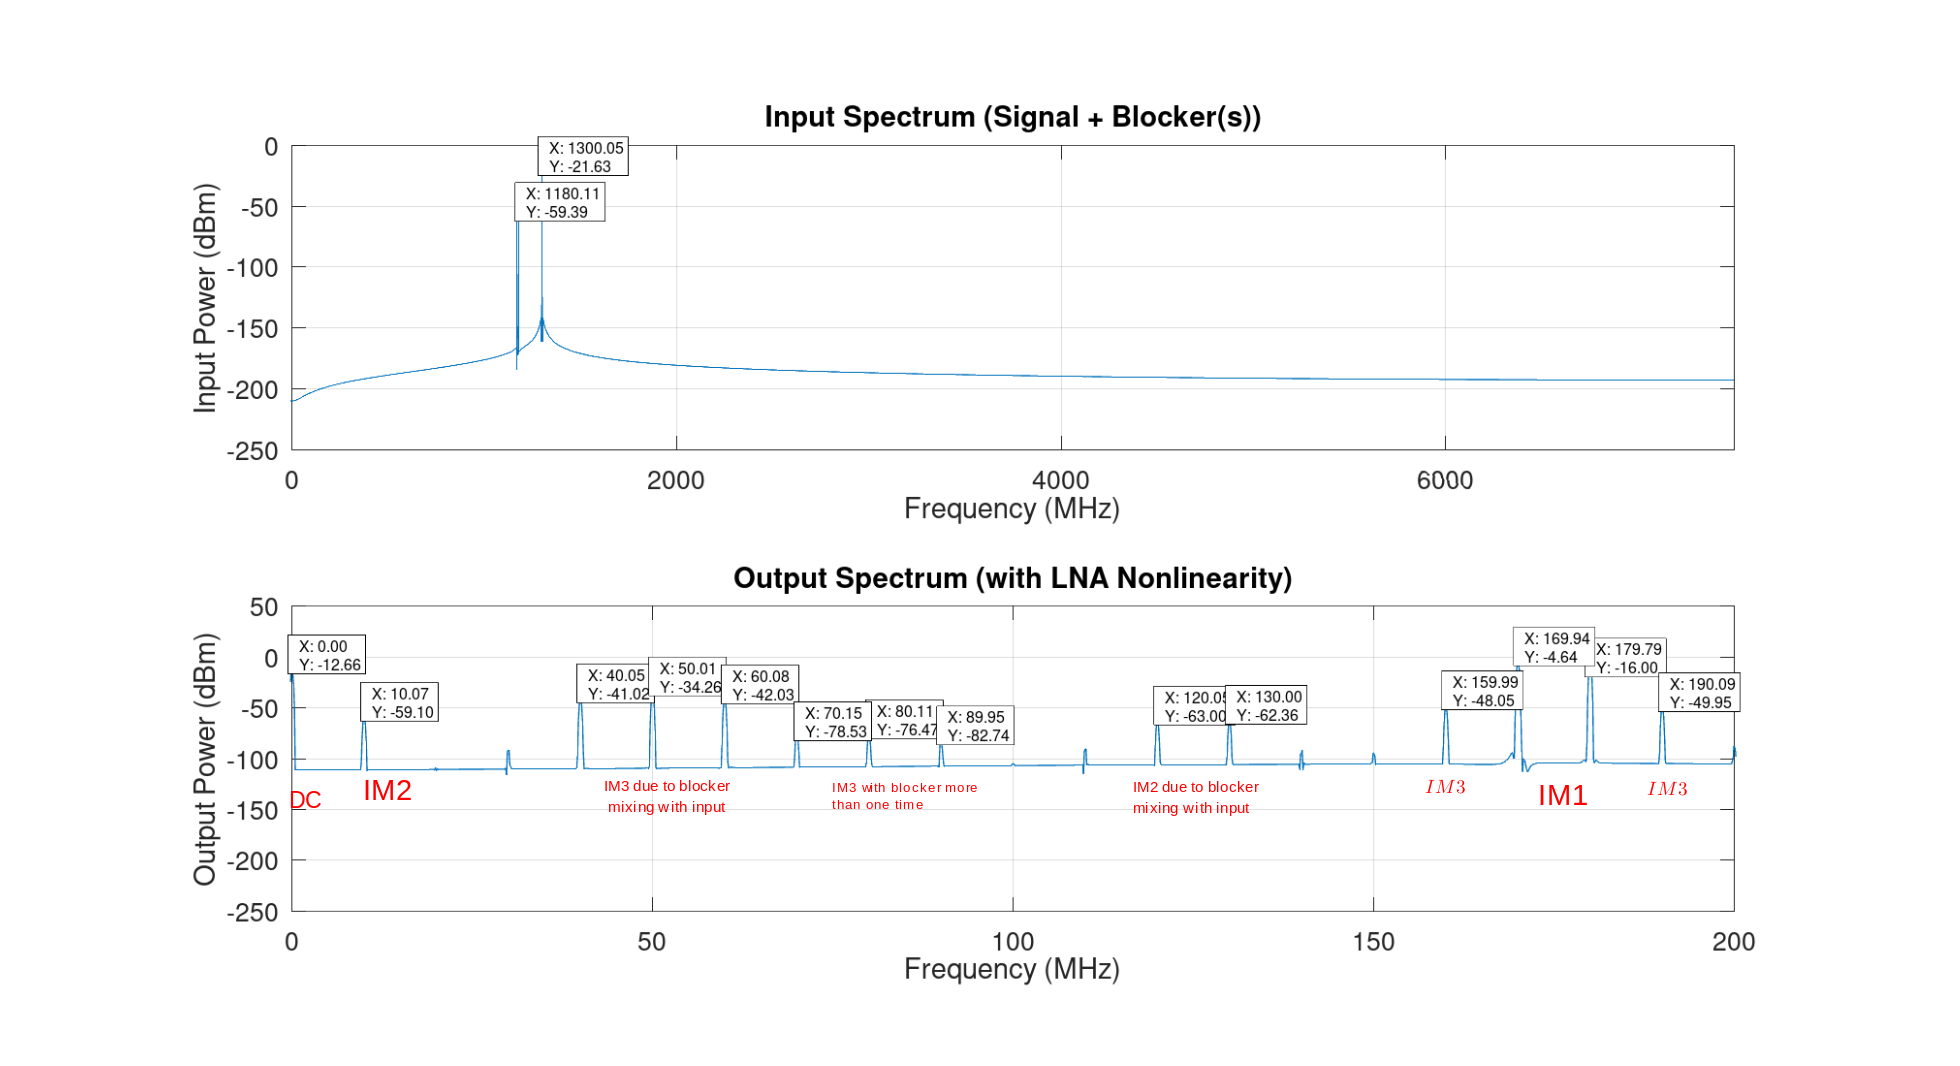 Input Spectrum (Signal + Blocker(s))
X: 1300.05
Y: -21.63
X: 1180.11
Y: -59.39
0
-50
-100
-150
-200
-250
Input Power (dBm)
0
2000
4000
6000
Frequency (MHz)
Output Spectrum (with LNA Nonlinearity)
50
0
-50
-100
-150
-200
-250
Output Power (dBm)
X: 0.00
Y: -12.66
X: 10.07
Y: -59.10
X: 40.05
Y: -41.02
X: 50.01
Y: -34.26
X: 60.08
Y: -42.03
X: 70.15
Y: -78.53
X: 80.11
Y: -76.47
X: 89.95
Y: -82.74
X: 120.05
Y: -63.00
X: 130.00
Y: -62.36
X: 159.99
Y: -48.05
X: 169.94
Y: -4.64
X: 179.79
Y: -16.00
X: 190.09
Y: -49.95
DC
IM2
IM3 due to blocker
mixing with input
IM3 with blocker more
than one time
IM2 due to blocker
mixing with input
IM3
IM1
IM3
0
50
100
150
200
Frequency (MHz)